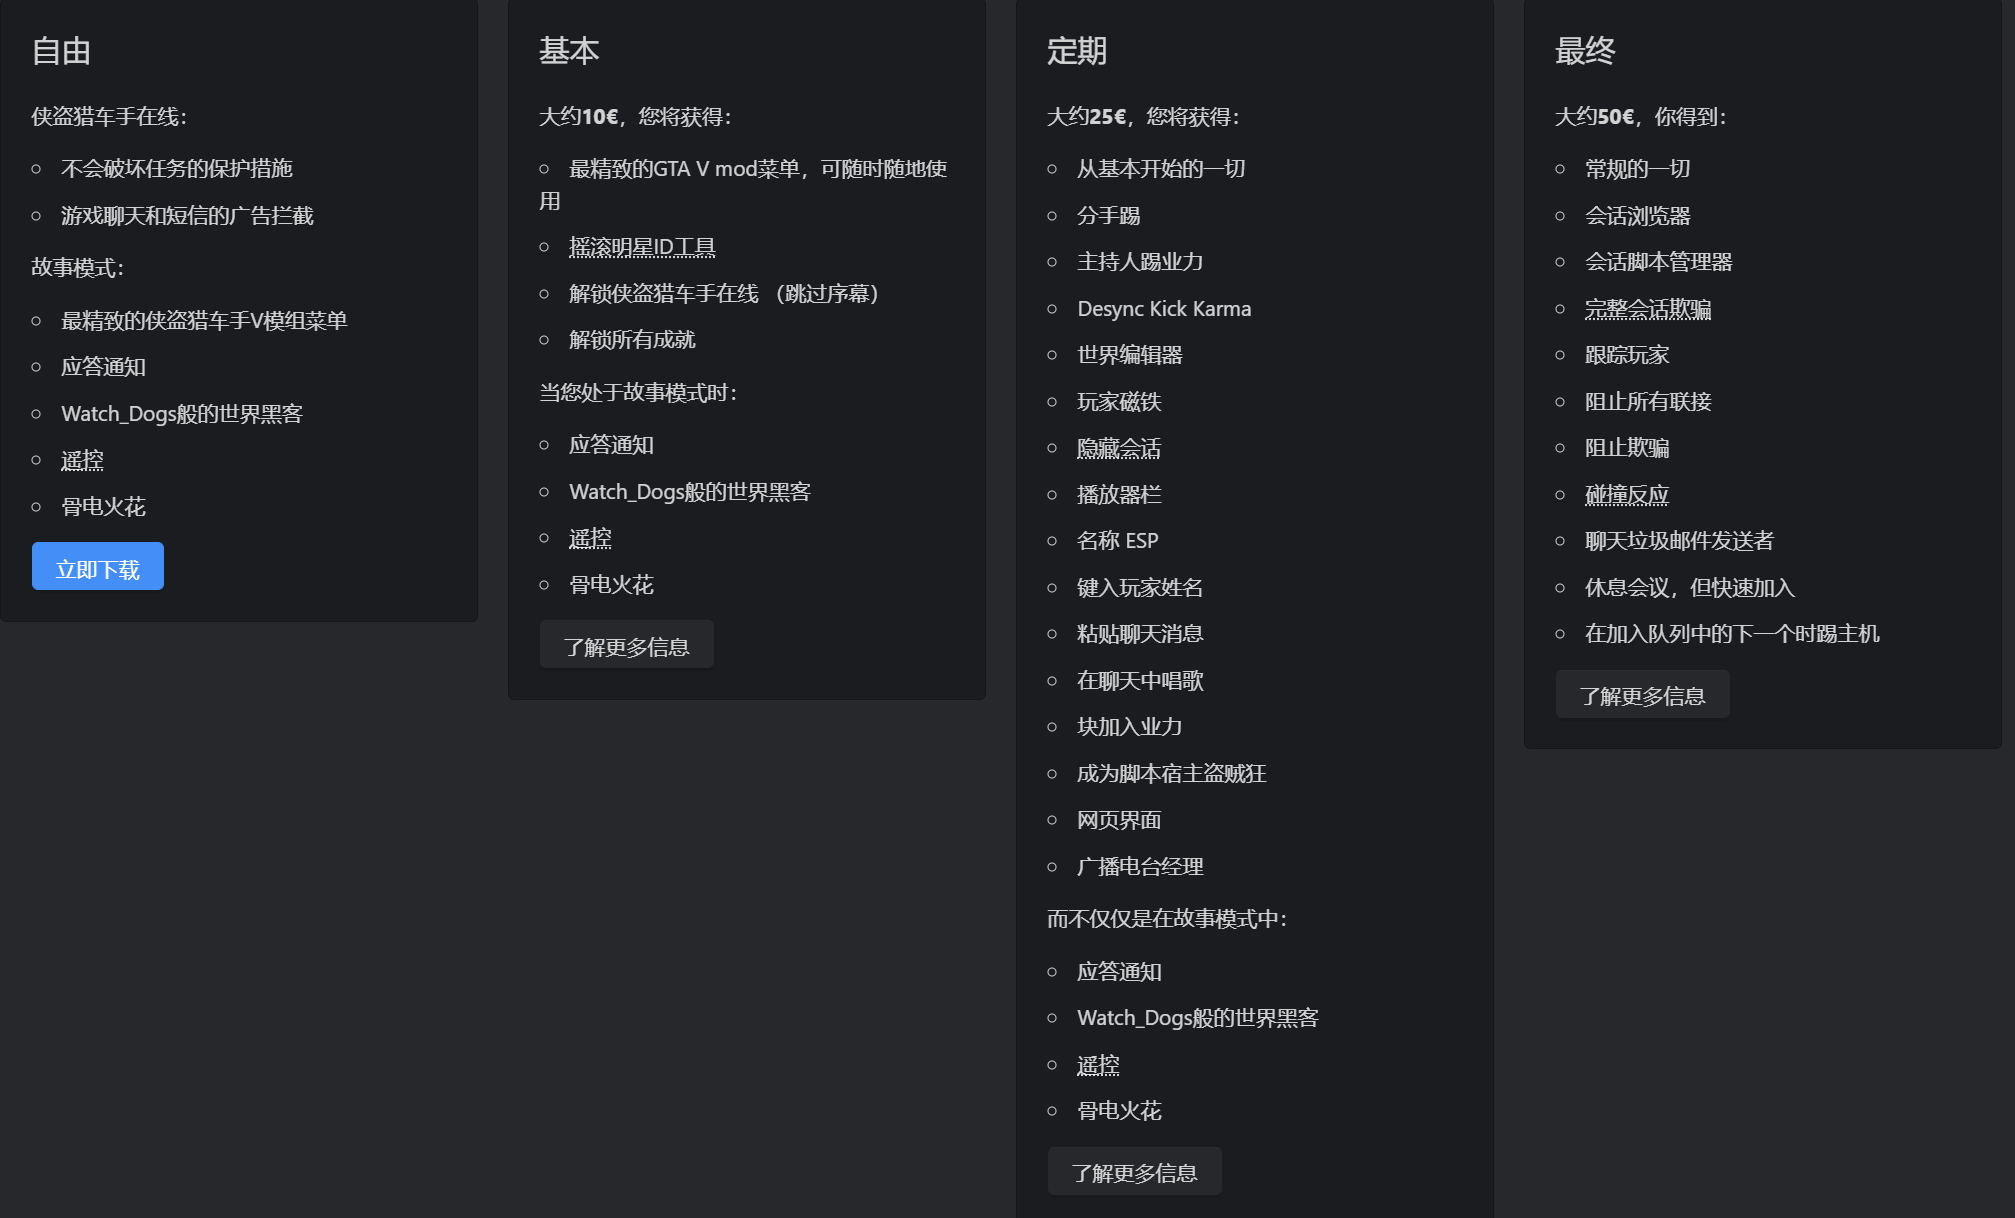 自由
侠盗猎车手在线：
不会破坏任务的保护措施
游戏聊天和短信的广告拦截
故事模式：
最精致的侠盗猎车手V模组菜单
应答通知
Watch_Dogs般的世界黑客
遥控
骨电火花
立即下载
基本
大约10€，您将获得：
最精致的GTA V mod菜单，可随时随地使
用
摇滚明星ID工具
解锁侠盗猎车手在线 （跳过序幕）
解锁所有成就
当您处于故事模式时：
应答通知
Watch_Dogs般的世界黑客
遥控
骨电火花
了解更多信息
定期
大约25€，您将获得：
从基本开始的一切
分手踢
主持人踢业力
Desync Kick Karma
世界编辑器
玩家磁铁
隐藏会话
播放器栏
名称 ESP
键入玩家姓名
粘贴聊天消息
在聊天中唱歌
块加入业力
成为脚本宿主盗贼狂
网页界面
广播电台经理
而不仅仅是在故事模式中：
应答通知
Watch_Dogs般的世界黑客
遥控
骨电火花
了解更多信息
最终
大约50€，你得到：
常规的一切
会话浏览器
会话脚本管理器
完整会话欺骗
跟踪玩家
阻止所有联接
阻止欺骗
碰撞反应
聊天垃圾邮件发送者
休息会议，但快速加入
在加入队列中的下一个时踢主机
了解更多信息